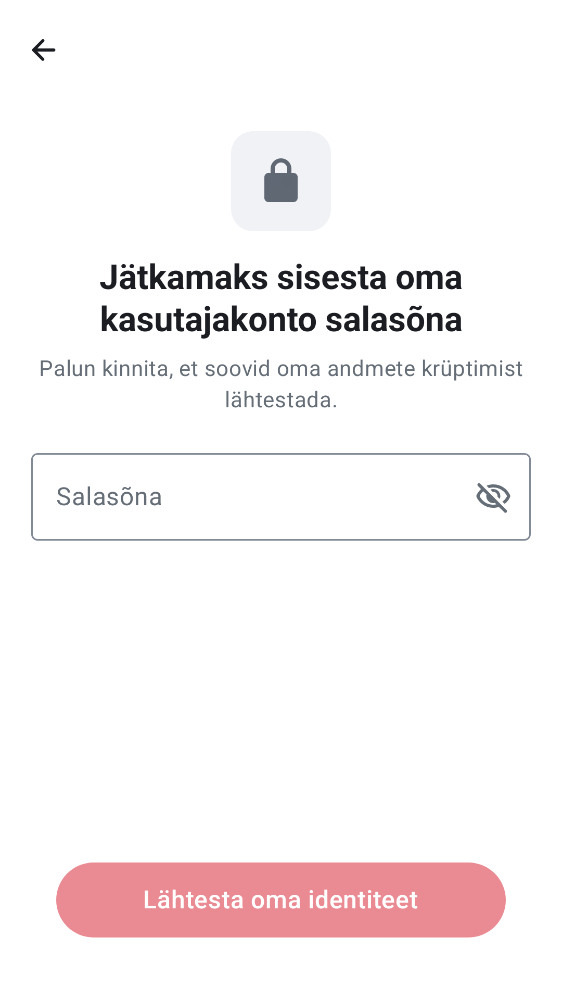 Jätkamaks sisesta oma
kasutajakonto salasõna
Palun kinnita, et soovid oma andmete krüptimist
lähtestada.
Salasõna
Lähtesta oma identiteet